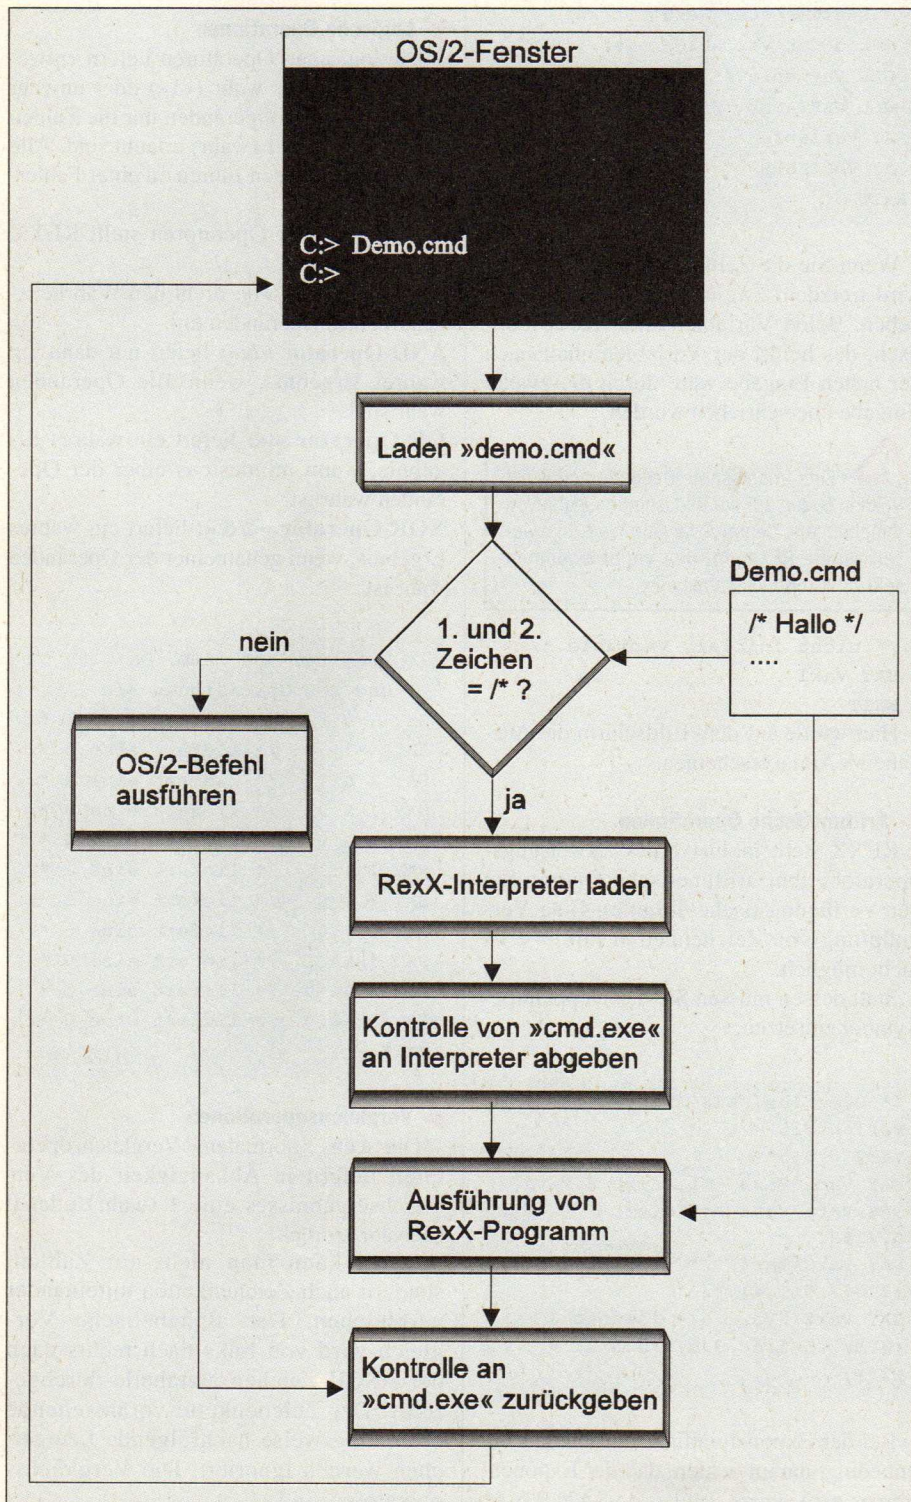 OS/2-Fenster
C:> Demo.cmd
C:>
Laden »demo.cmd«
Demo.cmd
/* Hallo */
....
1. und 2.
Zeichen
= /* ?
nein
ja
OS/2-Befehl
ausführen
RexX-Interpreter laden
Kontrolle von »cmd.exe«
an Interpreter abgeben
Ausführung von
RexX-Programm
Kontrolle an
»cmd.exe« zurückgeben